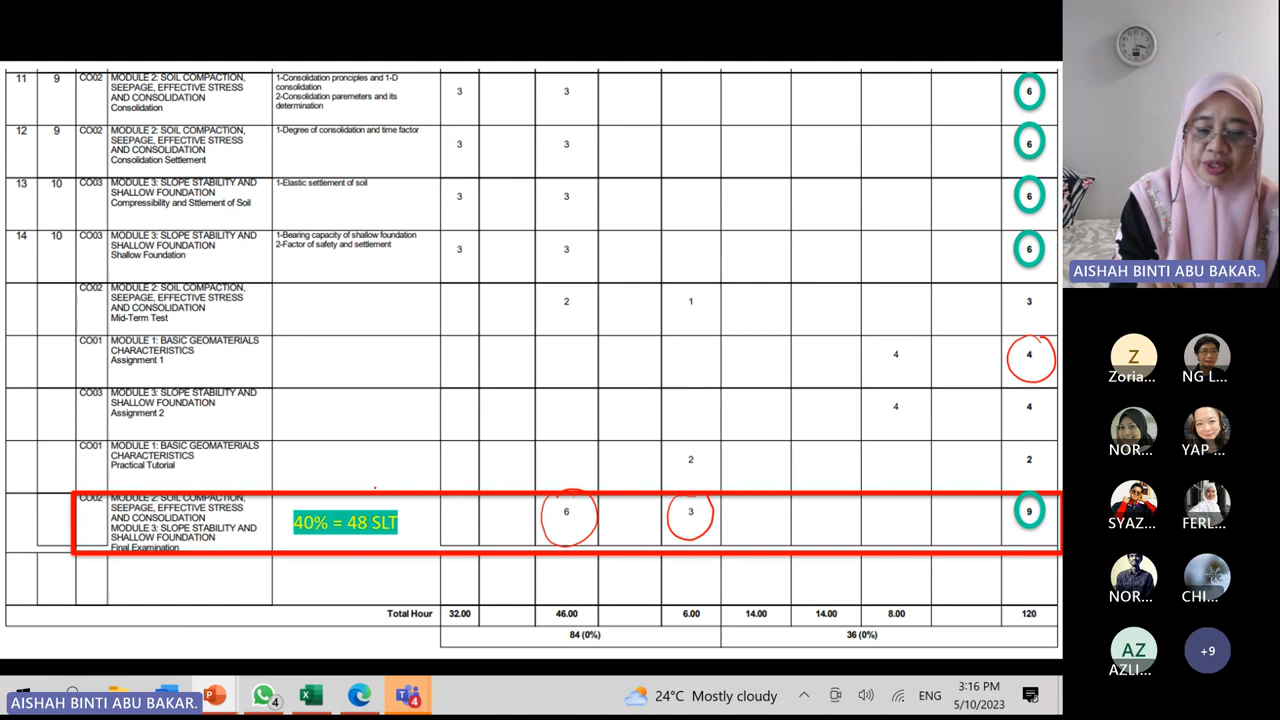 11 9 CO02 MODULE 2: SOIL COMPACTION, 1-Consolidation pronciples and 1-D
SEEPAGE, EFFECTIVE STRESS consolidation
AND CONSOLIDATION 2-Consolidation paremeters and its
Consolidation determination
3 3 6
12 9 CO02 MODULE 2: SOIL COMPACTION, 1-Degree of consolidation and time factor
SEEPAGE, EFFECTIVE STRESS
AND CONSOLIDATION
Consolidation Settlement
3 3 6
13 10 CO03 MODULE 3: SLOPE STABILITY AND 1-Elastic settlement of soil
SHALLOW FOUNDATION
Compressibility and Sttlement of Soil
3 3 6
14 10 CO03 MODULE 3: SLOPE STABILITY AND 1-Bearing capacity of shallow foundation
SHALLOW FOUNDATION 2-Factor of safety and settlement
Shallow Foundation
3 3 6
CO02 MODULE 2: SOIL COMPACTION,
SEEPAGE, EFFECTIVE STRESS
AND CONSOLIDATION
Mid-Term Test
2 1 3
CO01 MODULE 1: BASIC GEOMATERIALS
CHARACTERISTICS
Assignment 1
4 4
CO03 MODULE 3: SLOPE STABILITY AND
SHALLOW FOUNDATION
Assignment 2
4 4
CO01 MODULE 1: BASIC GEOMATERIALS
CHARACTERISTICS
Practical Tutorial
2 2
CO02 MODULE 2: SOIL COMPACTION,
SEEPAGE, EFFECTIVE STRESS
AND CONSOLIDATION
MODULE 3: SLOPE STABILITY AND
SHALLOW FOUNDATION
Final Examination
40% = 48 SLT
6 3 9
Total Hour 32.00 46.00 6.00 14.00 14.00 8.00 120
84 (0%) 36 (0%)
AISHAH BINTI ABU BAKAR.
Z
Zoria... NG L...
NOR... YAP ...
SYAZ... FERL...
NOR... CHI...
AZ +9
AZLI...
AISHAH BINTI ABU BAKAR.
4 4
24°C Mostly cloudy
ENG
3:16 PM
5/10/2023